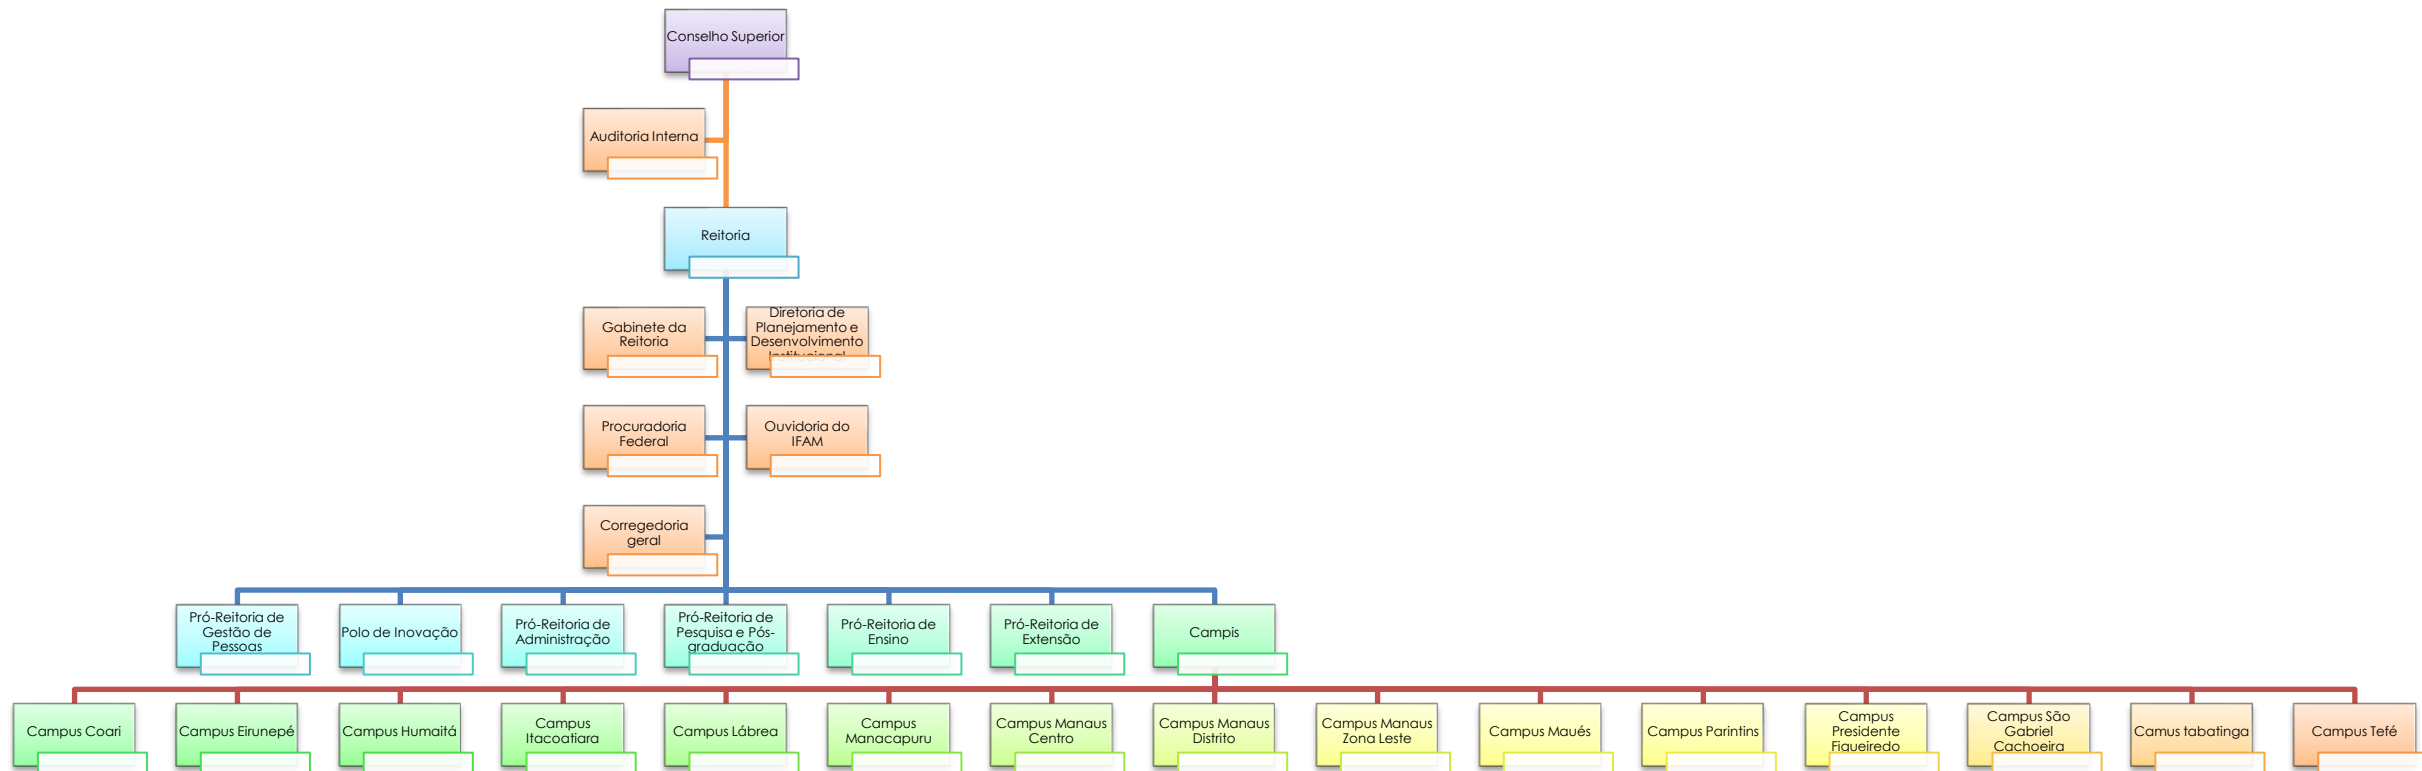 Conselho Superior
Auditoria Interna
Reitoria
Gabinete da
Reitoria
Diretoria de
Planejamento e
Desenvolvimento
Institucional
Procuradoria
Federal
Ouvidoria do
IFAM
Corregedoria
geral
Pró-Reitoria de
Gestão de
Pessoas
Polo de Inovação
Pró-Reitoria de
Administração
Pró-Reitoria de
Pesquisa e Pós-
graduação
Pró-Reitoria de
Ensino
Pró-Reitoria de
Extensão
Campis
Campus Coari
Campus Eirunepé
Campus Humaitá
Campus
Itacoatiara
Campus Lábrea
Campus
Manacapuru
Campus Manaus
Centro
Campus Manaus
Distrito
Campus Manaus
Zona Leste
Campus Maués
Campus Parintins
Campus
Presidente
Figueiredo
Campus São
Gabriel
Cachoeira
Camus tabatinga
Campus Tefé